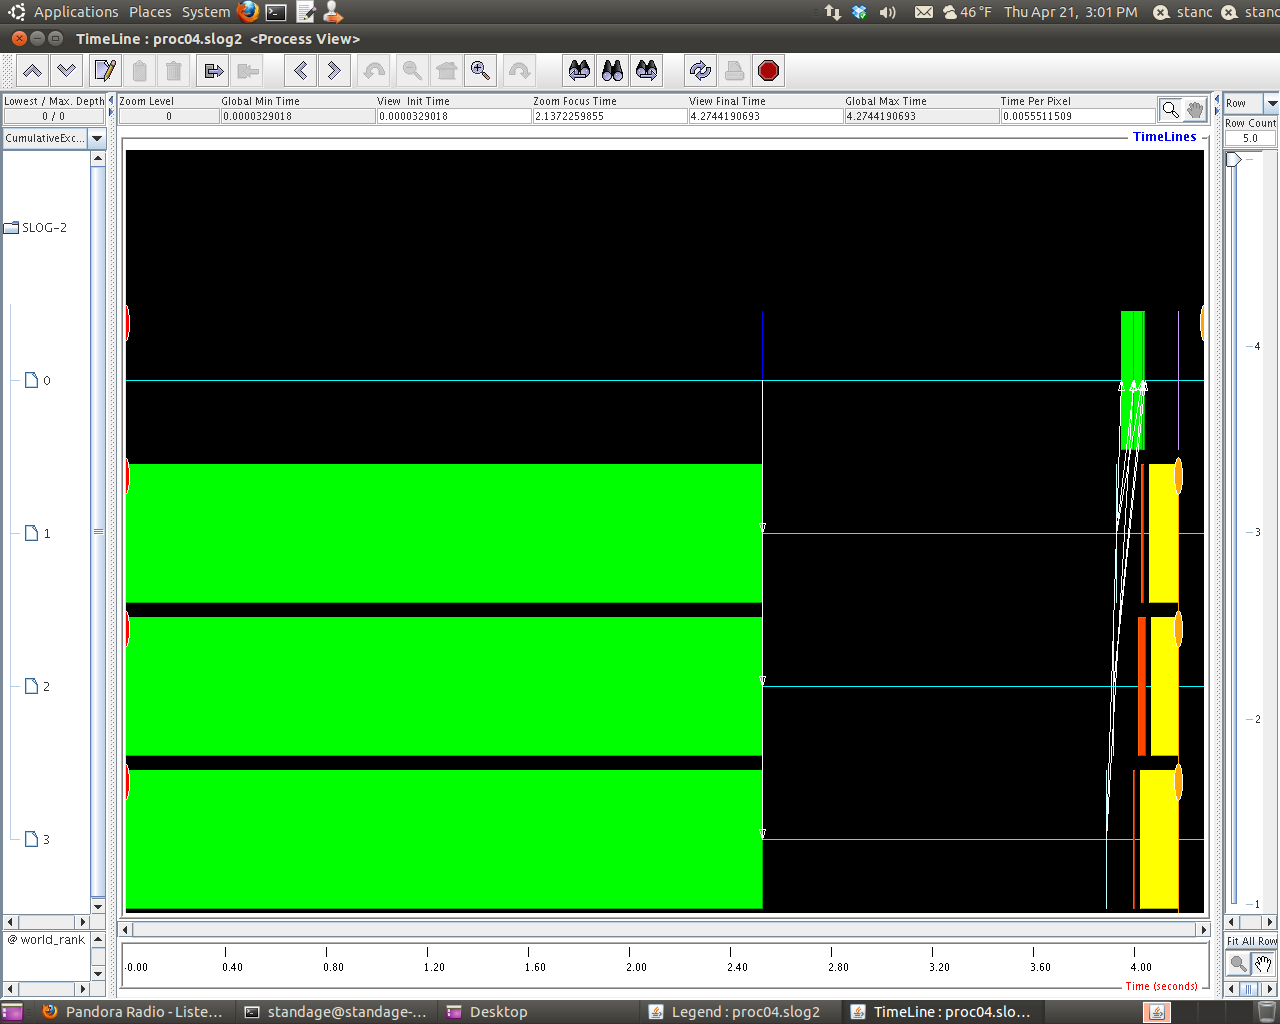 Applications Places System 46 °F Thu Apr 21, 3:01 PM stanc stanc
TimeLine : proc04.slog2 <Process View>
Lowest / Max. Depth Zoom Level Global Min Time View Init Time Zoom Focus Time View Final Time Global Max Time Time Per Pixel Row
0 / 0 0 0.0000329018 0.0000329018 2.1372259855 4.2744190693 4.2744190693 0.0055511509 Row Count
CumulativeExc... 5.0
TimeLines
SLOG-2
4
0
3
1
2
2
3
1
@ world_rank
Fit All Row
-0.00 0.40 0.80 1.20 1.60 2.00 2.40 2.80 3.20 3.60 4.00
Time (seconds)
Pandora Radio - Liste... standage@standage-... Desktop Legend : proc04.slog2 TimeLine : proc04.slo...